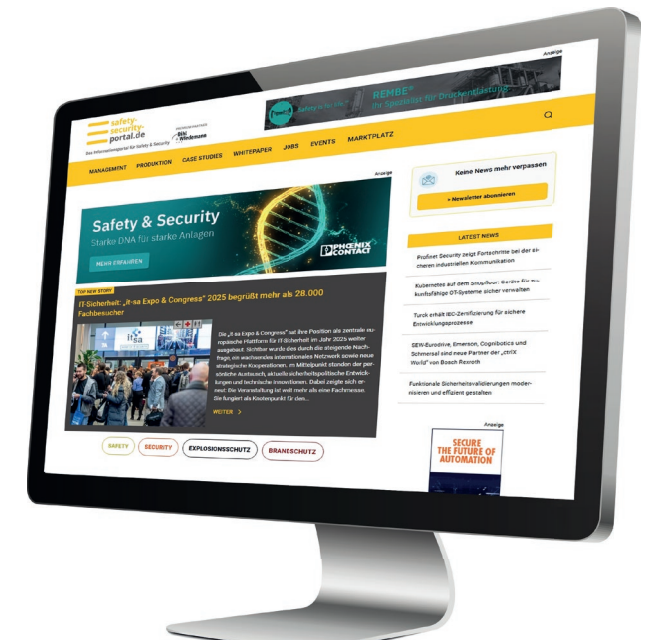 Anzeige
safety-
security-
portal.de
Das Informationsportal für Safety & Security
Bihl
+Wiedemann
REMBE®
Ihr Spezialist für Druckentlastung
MANAGEMENT PRODUKTION CASE STUDIES WHITEPAPER JOBS EVENTS MARKTPLATZ
Anzeige
Safety & Security
Starke DNA für starke Anlagen
MEHR ERFAHREN
PHOENIX
CONTACT
TOP NEW STORY
IT-Sicherheit: „it-sa Expo & Congress“ 2025 begrüßt mehr als 28.000
Fachbesucher
itsa
Die „it-sa Expo & Congress“ hat ihre Position als zentrale eu-
ropäische Plattform für IT-Sicherheit im Jahr 2025 weiter
ausgebaut. Sichtbar wurde das durch die steigende Nach-
frage, ein wachsendes internationales Netzwerk sowie neue
strategische Kooperationen. Im Mittelpunkt standen der per-
sönliche Austausch, aktuelle sicherheitspolitische Entwick-
lungen und technische Innovationen. Dabei zeigte sich er-
neut: Die Veranstaltung ist weit mehr als eine Fachmesse.
Sie fungiert als Knotenpunkt für den...
WEITER >
SAFETY SECURITY EXPLOSIONSSCHUTZ BRANDSCHUTZ
Keine News mehr verpassen
> Newsletter abonnieren
LATEST NEWS
Profinet Security zeigt Fortschritte bei der si-
cheren industriellen Kommunikation
Kubernetes auf dem
kunftsfähige OT-Systeme sicher verwalten
Turck erhält IEC-Zertifizierung für sichere
Entwicklungsprozesse
SEW-Eurodrive, Emerson, Cognibotics und
Schmersal sind neue Partner der „ctrlX
World“ von Bosch Rexroth
Funktionale Sicherheitsvalidierungen moder-
nisieren und effizient gestalten
Anzeige
SECURE
THE FUTURE OF
AUTOMATION